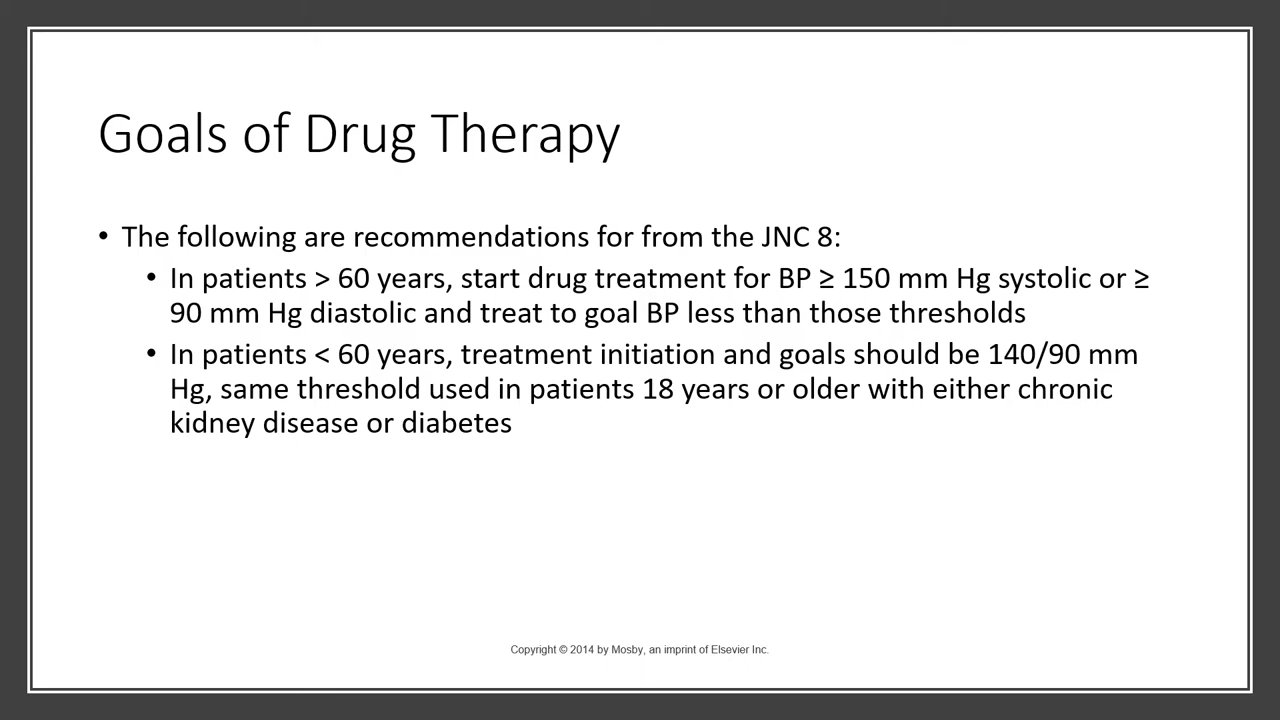 Goals of Drug Therapy
• The following are recommendations for from the JNC 8:
• In patients > 60 years, start drug treatment for BP ≥ 150 mm Hg systolic or ≥
90 mm Hg diastolic and treat to goal BP less than those thresholds
• In patients < 60 years, treatment initiation and goals should be 140/90 mm
Hg, same threshold used in patients 18 years or older with either chronic
kidney disease or diabetes
Copyright © 2014 by Mosby, an imprint of Elsevier Inc.